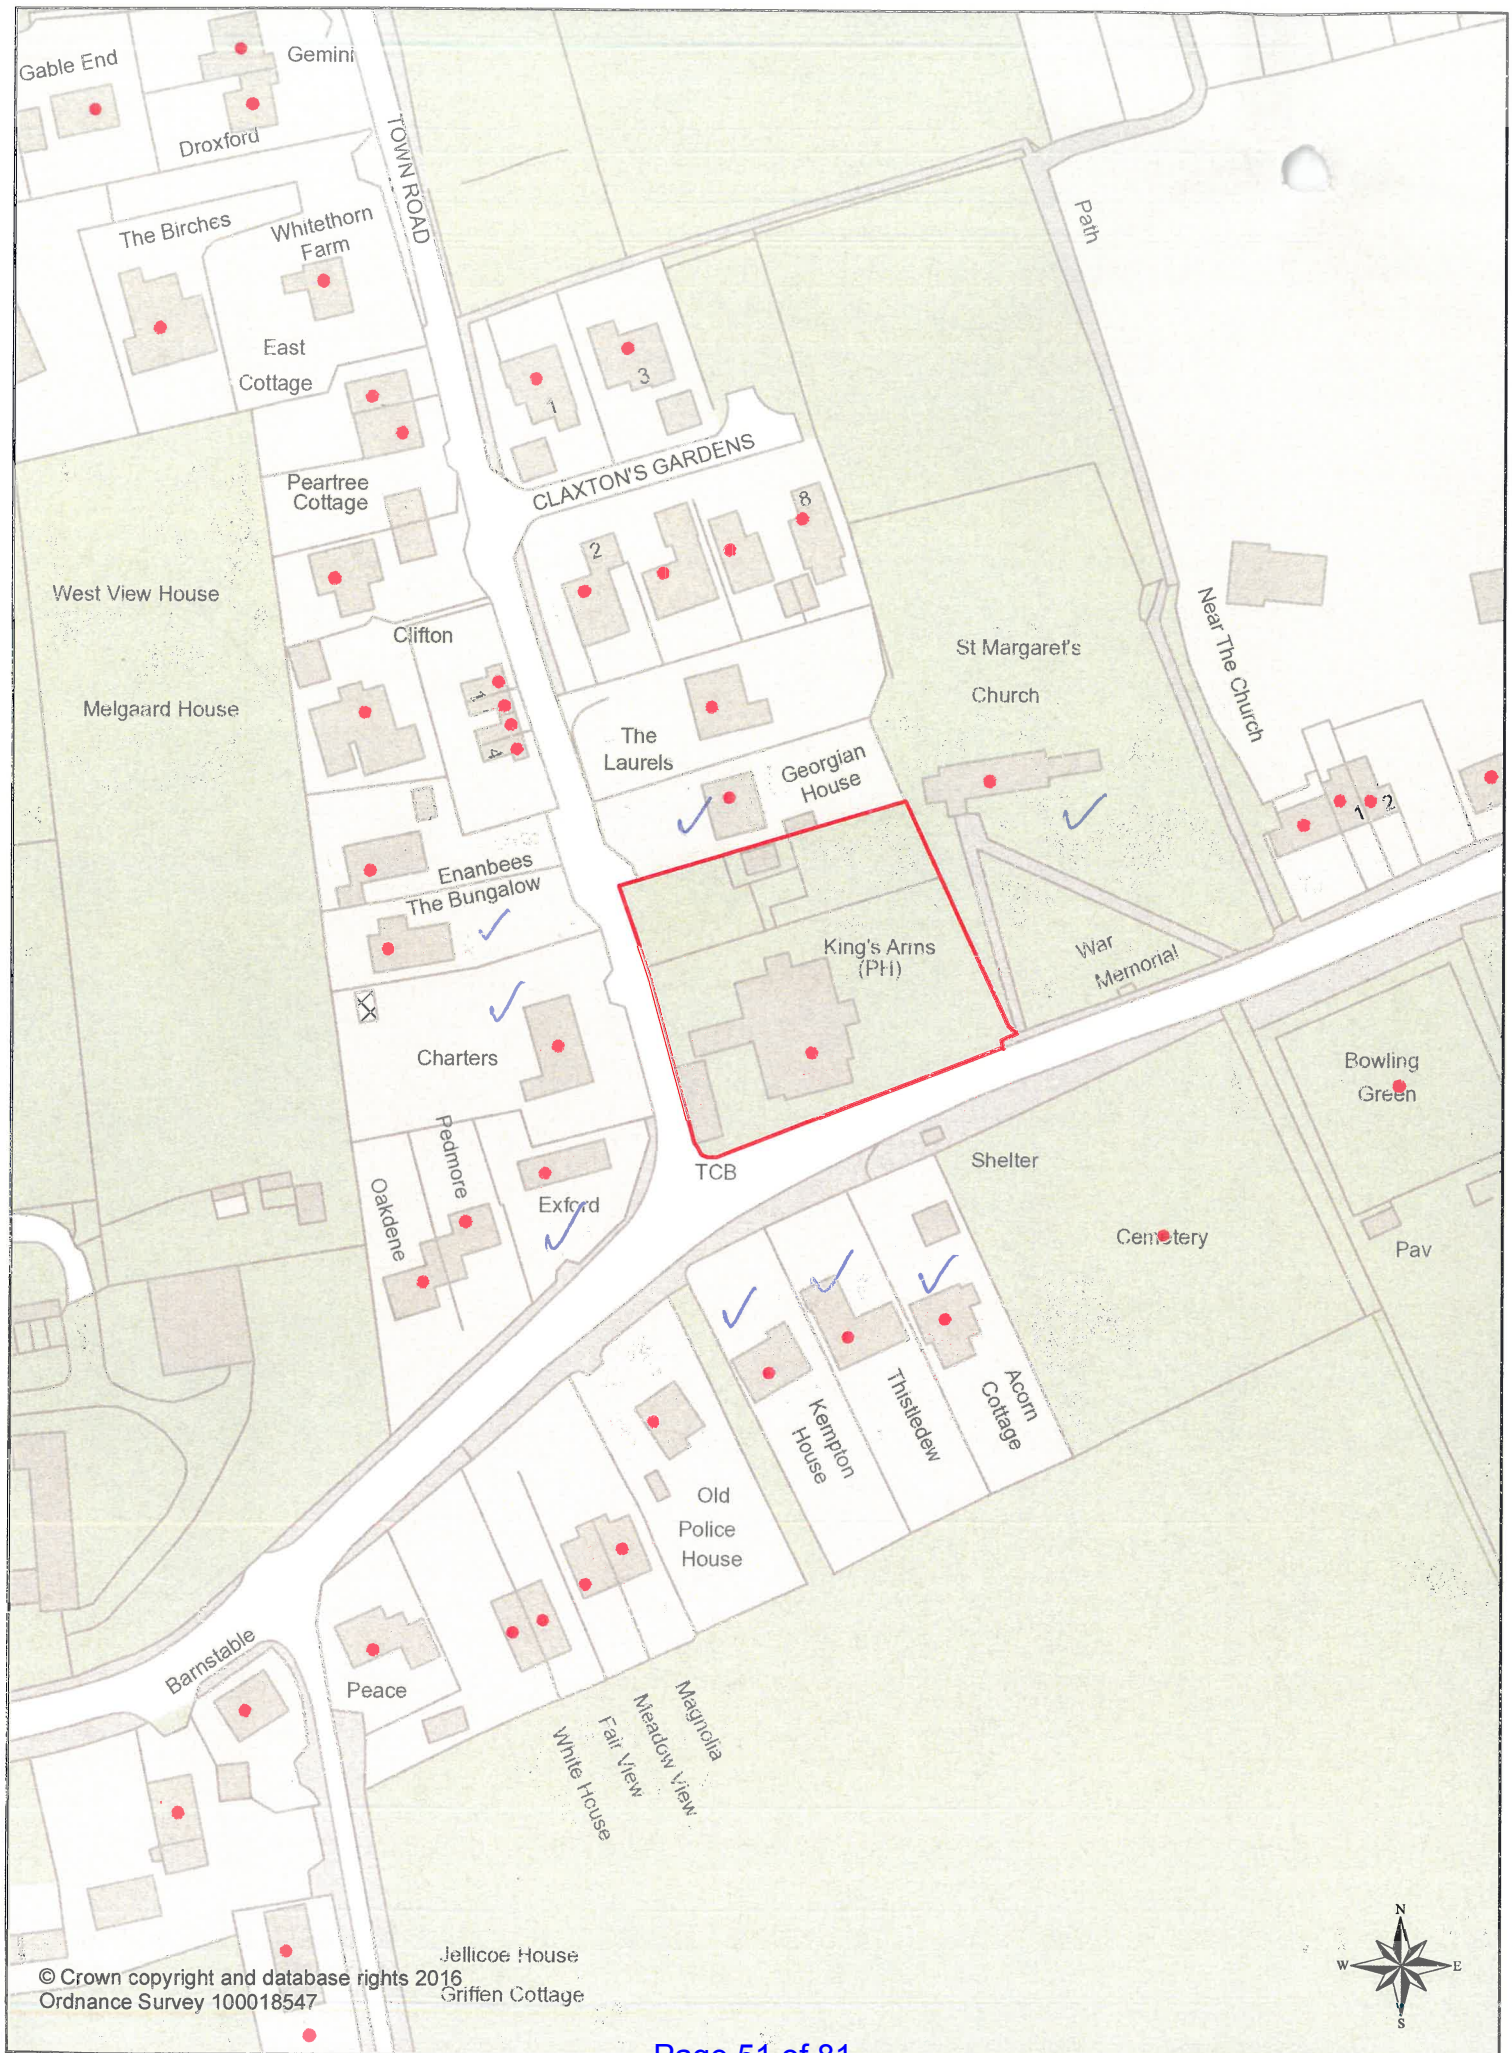 Gable End
Gemini
Droxford
TOWN ROAD
The Birches
Whitethorn
Farm
Path
East
Cottage
1
3
CLAXTON'S GARDENS
Peartree
Cottage
8
2
West View House
Clifton
St Margaret's
Church
Near The Church
Melgaard House
1
4
The
Laurels
Georgian
House
1
2
Enanbees
The Bungalow
King's Arms
(PH)
War
Memorial
Charters
Bowling
Green
Pedmore
Oakdene
Exford
TCB
Shelter
Cemetery
Pav
Kempton
House
Thistledew
Acorn
Cottage
Old
Police
House
Barnstable
Peace
White House
Fair View
Meadow View
Magnolia
Jellicoe House
Griffen Cottage
© Crown copyright and database rights 2016
Ordnance Survey 100018547
N
W
E
S
Page 51 of 81